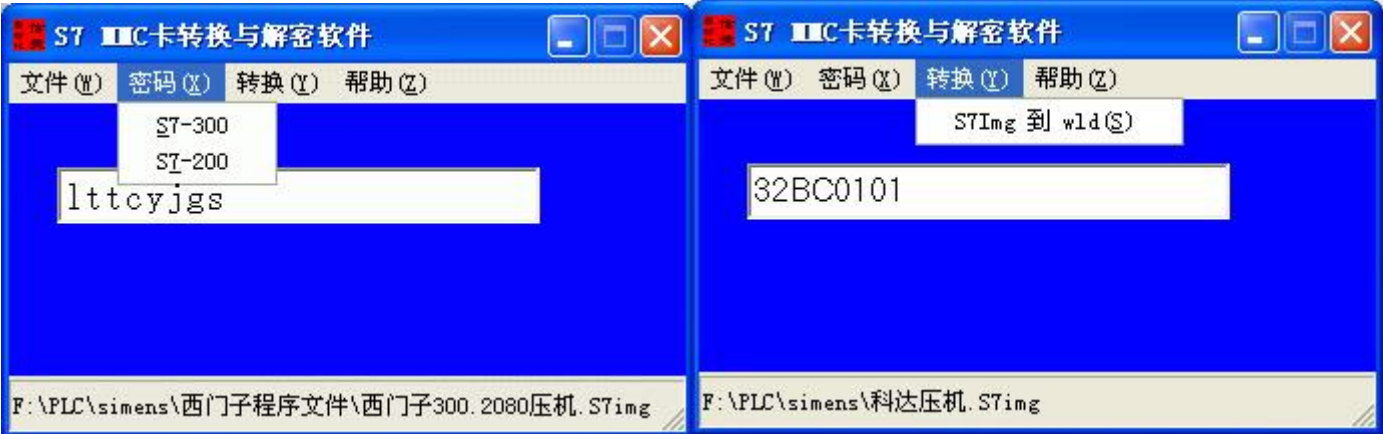 S7 MMC卡转换与解密软件
文件(W) 密码(X) 转换(Y) 帮助(Z)
S7-300
S7-200
lttcyjgs
F:\PLC\simens\西门子程序文件\西门子300.2080压机.S7img
S7 MMC卡转换与解密软件
文件(W) 密码(X) 转换(Y) 帮助(Z)
S7Img 到 wld(S)
32BC0101
F:\PLC\simens\科达压机.S7img